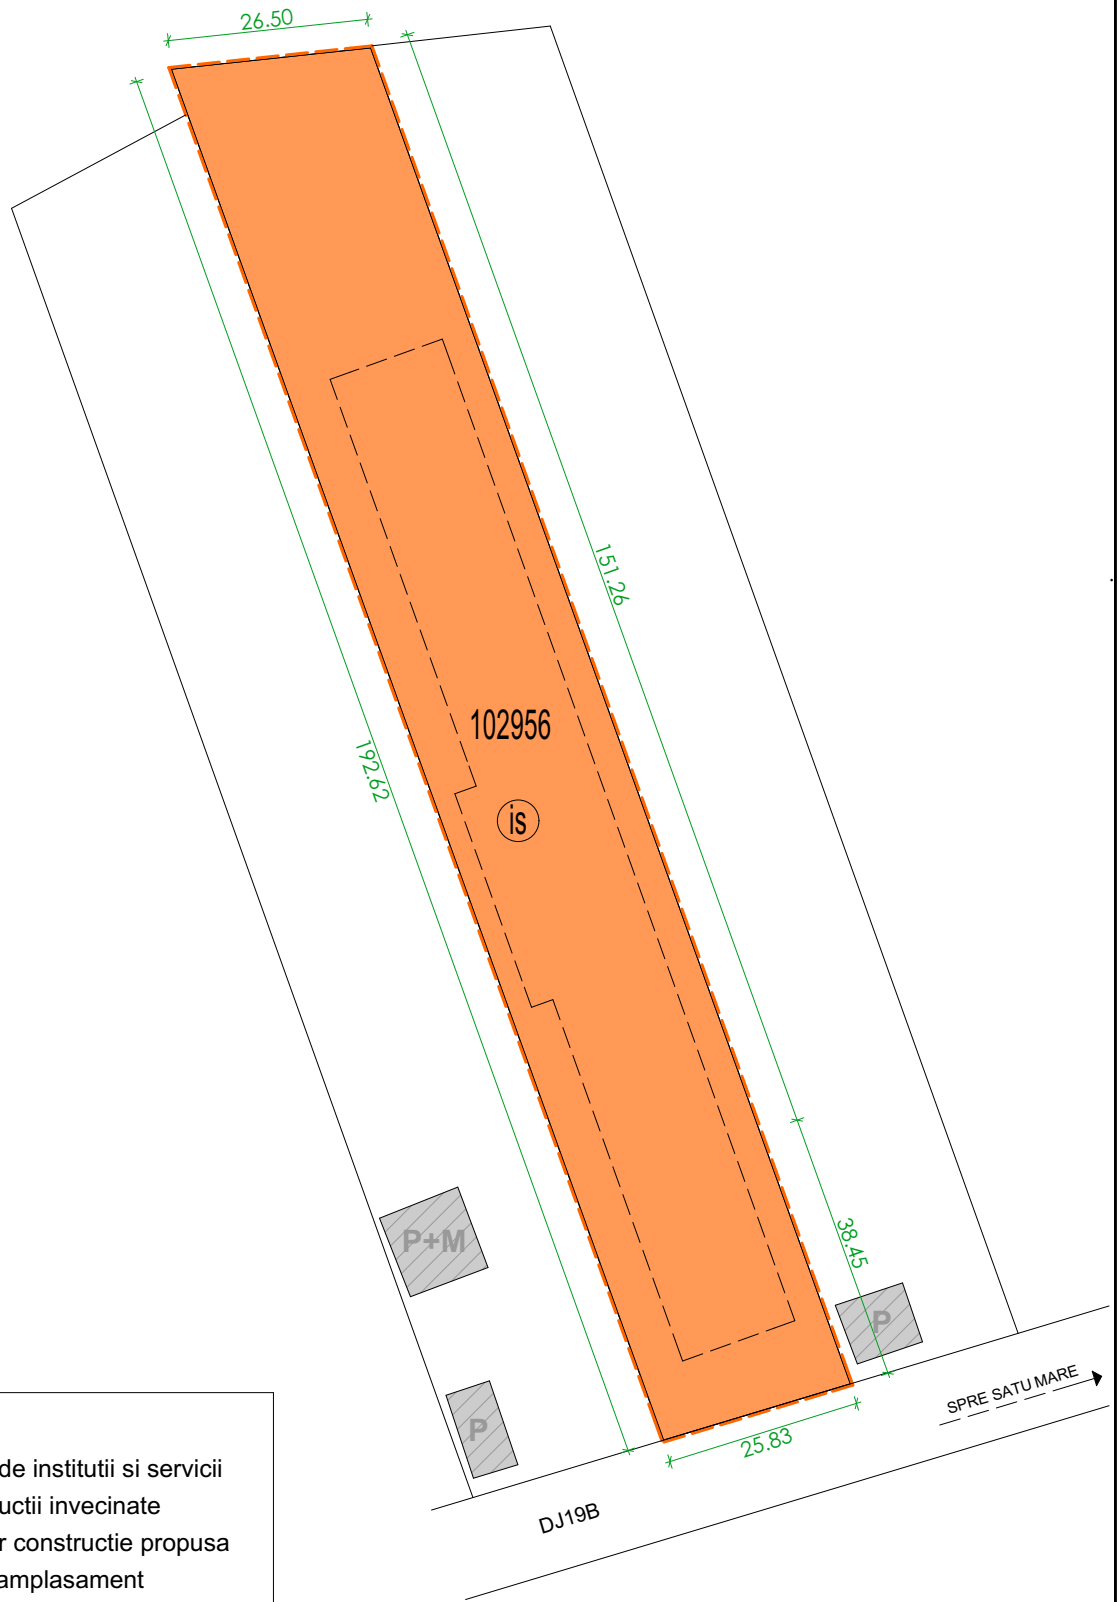 26.50
151.26
102956
192.62
is
P+M
38.45
P
SPRE SATU MARE
P
25.83
de institutii si servicii
uctii invecinate
r constructie propusa
amplasament
DJ19B